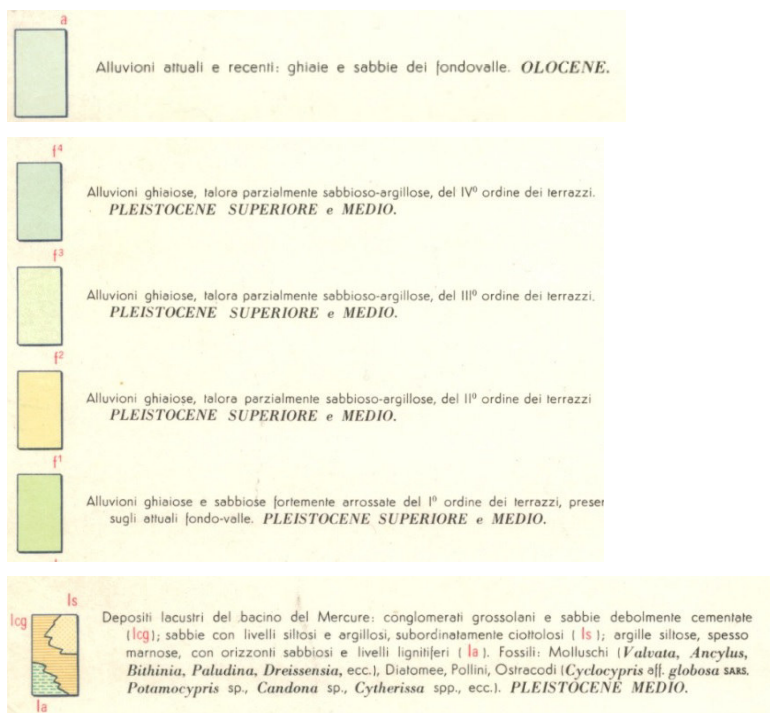 a
Alluvioni attuali e recenti: ghiaie e sabbie dei fondovalle. OLOCENE.
f⁴
Alluvioni ghiaiose, talora parzialmente sabbioso-argillose, del IVº ordine dei terrazzi.
PLEISTOCENE SUPERIORE e MEDIO.
f³
Alluvioni ghiaiose, talora parzialmente sabbioso-argillose, del IIIº ordine dei terrazzi.
PLEISTOCENE SUPERIORE e MEDIO.
f²
Alluvioni ghiaiose, talora parzialmente sabbioso-argillose, del IIº ordine dei terrazzi
PLEISTOCENE SUPERIORE e MEDIO.
f¹
Alluvioni ghiaiose e sabbiose fortemente arrossate del Iº ordine dei terrazzi, preser
sugli attuali fondo-valle. PLEISTOCENE SUPERIORE e MEDIO.
ls
lcg
Depositi lacustri del bacino del Mercure: conglomerati grossolani e sabbie debolmente cementate
(lcg); sabbie con livelli siltosi e argillosi, subordinatamente ciottolosi ( ls ); argille siltose, spesso
marnose, con orizzonti sabbiosi e livelli lignitiferi ( la ). Fossili: Molluschi (Valvata, Ancylus,
Bithinia, Paludina, Dreissensia, ecc.), Diatomee, Pollini, Ostracodi (Cyclocypris aff. globosa SARS,
Potamocypris sp., Candona sp., Cytherissa spp., ecc.). PLEISTOCENE MEDIO.
la